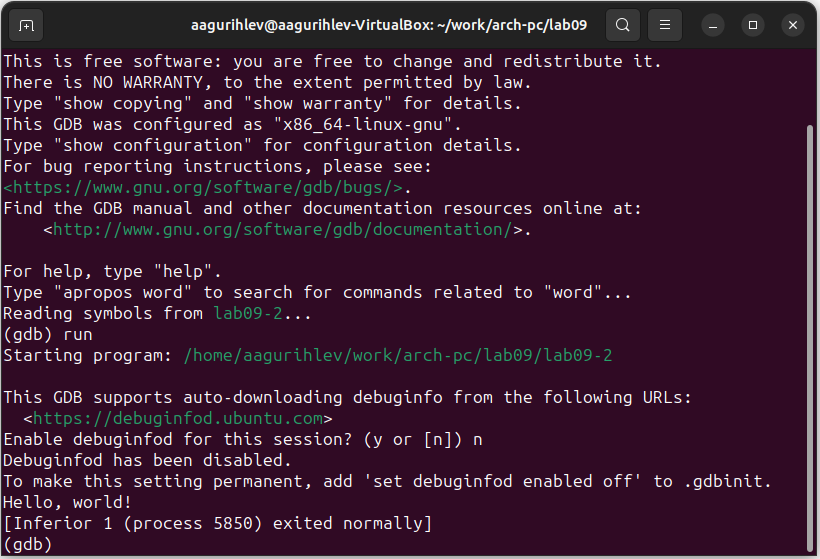 aagurihlev@aagurihlev-VirtualBox: ~/work/arch-pc/lab09
This is free software: you are free to change and redistribute it.
There is NO WARRANTY, to the extent permitted by law.
Type "show copying" and "show warranty" for details.
This GDB was configured as "x86_64-linux-gnu".
Type "show configuration" for configuration details.
For bug reporting instructions, please see:
<https://www.gnu.org/software/gdb/bugs/>.
Find the GDB manual and other documentation resources online at:
    <http://www.gnu.org/software/gdb/documentation/>.

For help, type "help".
Type "apropos word" to search for commands related to "word"...
Reading symbols from lab09-2...
(gdb) run
Starting program: /home/aagurihlev/work/arch-pc/lab09/lab09-2

This GDB supports auto-downloading debuginfo from the following URLs:
  <https://debuginfod.ubuntu.com>
Enable debuginfod for this session? (y or [n]) n
Debuginfod has been disabled.
To make this setting permanent, add 'set debuginfod enabled off' to .gdbinit.
Hello, world!
[Inferior 1 (process 5850) exited normally]
(gdb)